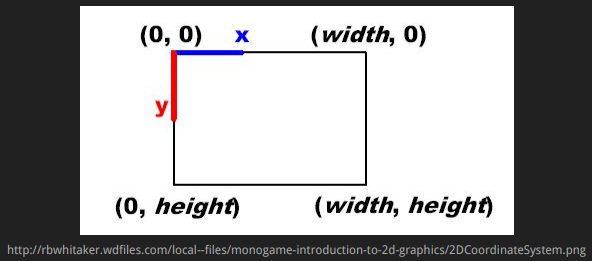 (0, 0) x (width, 0)
y
(0, height) (width, height)
http://rbwhitaker.wdfiles.com/local--files/monogame-introduction-to-2d-graphics/2DCoordinateSystem.png